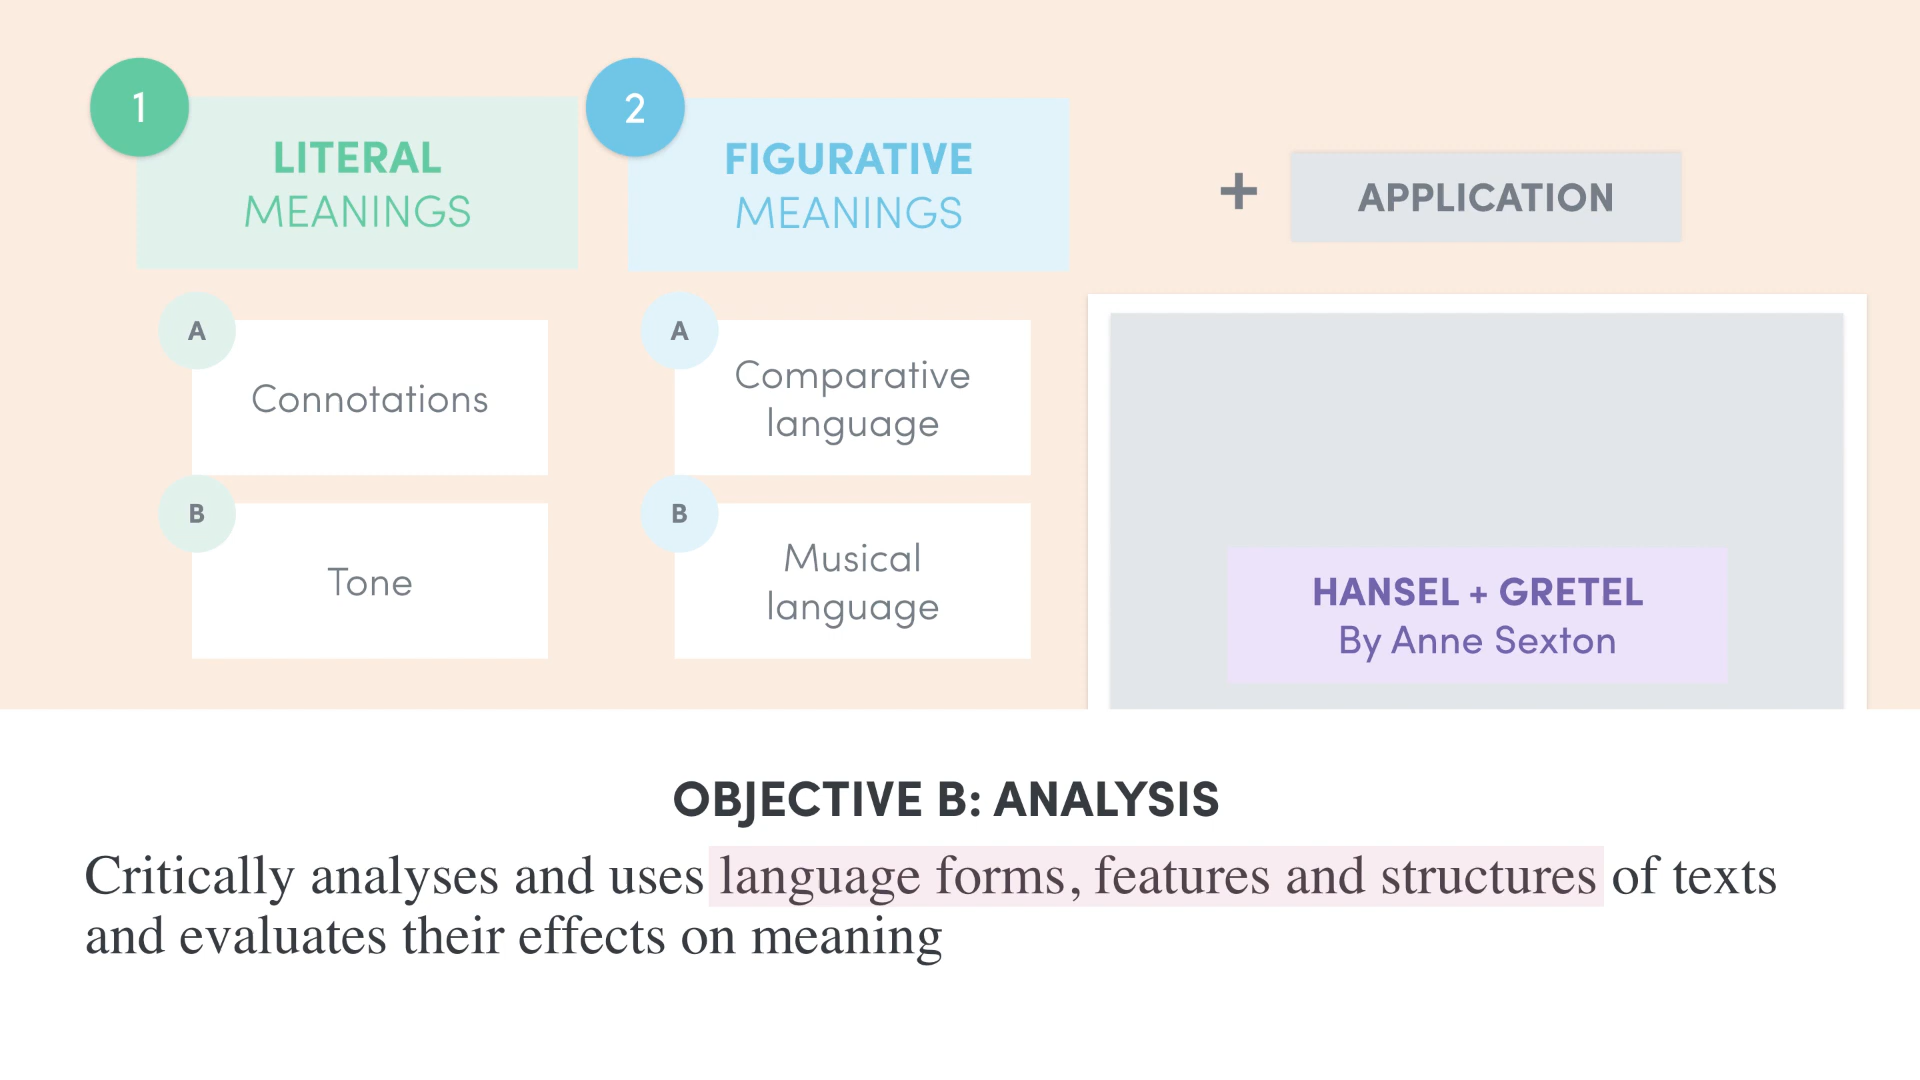 1
LITERAL
MEANINGS
A
Connotations
B
Tone
2
FIGURATIVE
MEANINGS
A
Comparative
language
B
Musical
language
+
APPLICATION
HANSEL + GRETEL
By Anne Sexton
OBJECTIVE B: ANALYSIS
Critically analyses and uses language forms, features and structures of texts
and evaluates their effects on meaning